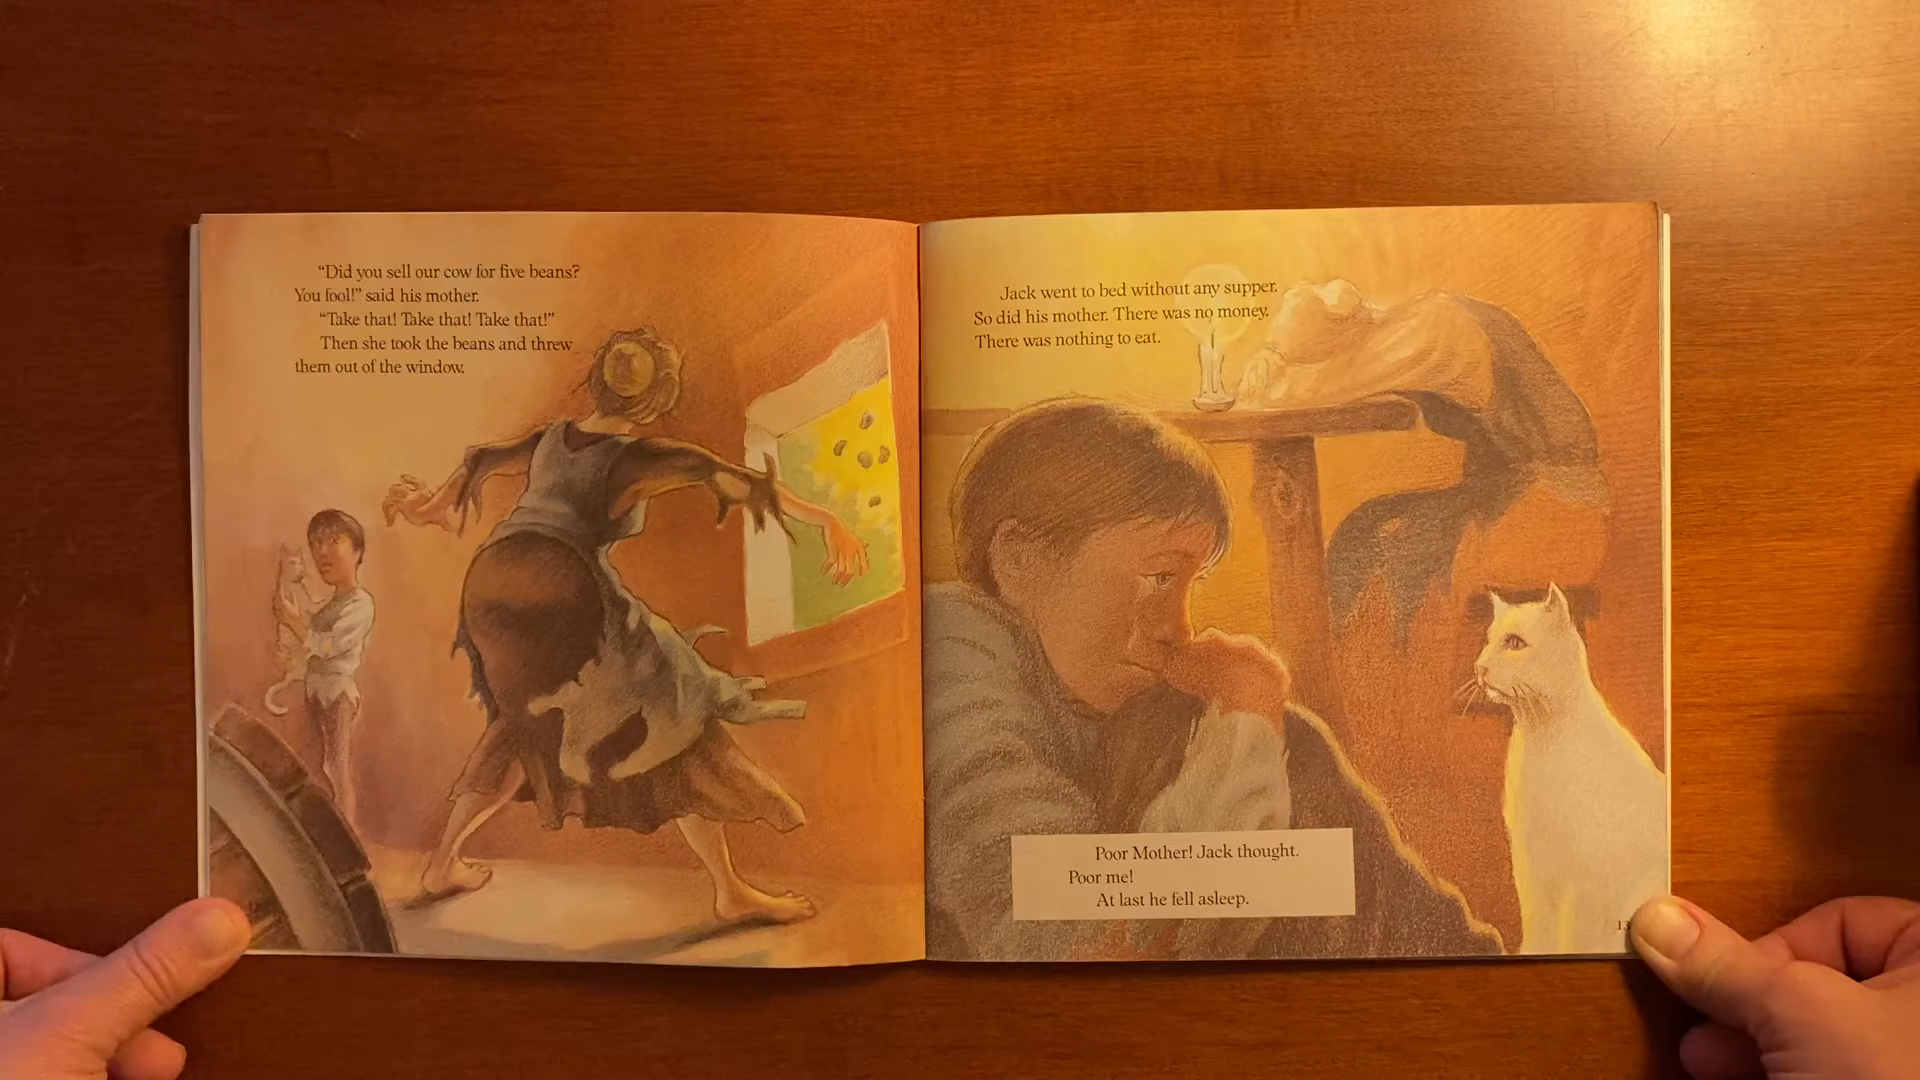 “Did you sell our cow for five beans?
You fool!” said his mother.
“Take that! Take that! Take that!”
Then she took the beans and threw
them out of the window.
Jack went to bed without any supper.
So did his mother. There was no money.
There was nothing to eat.
Poor Mother! Jack thought.
Poor me!
At last he fell asleep.
13